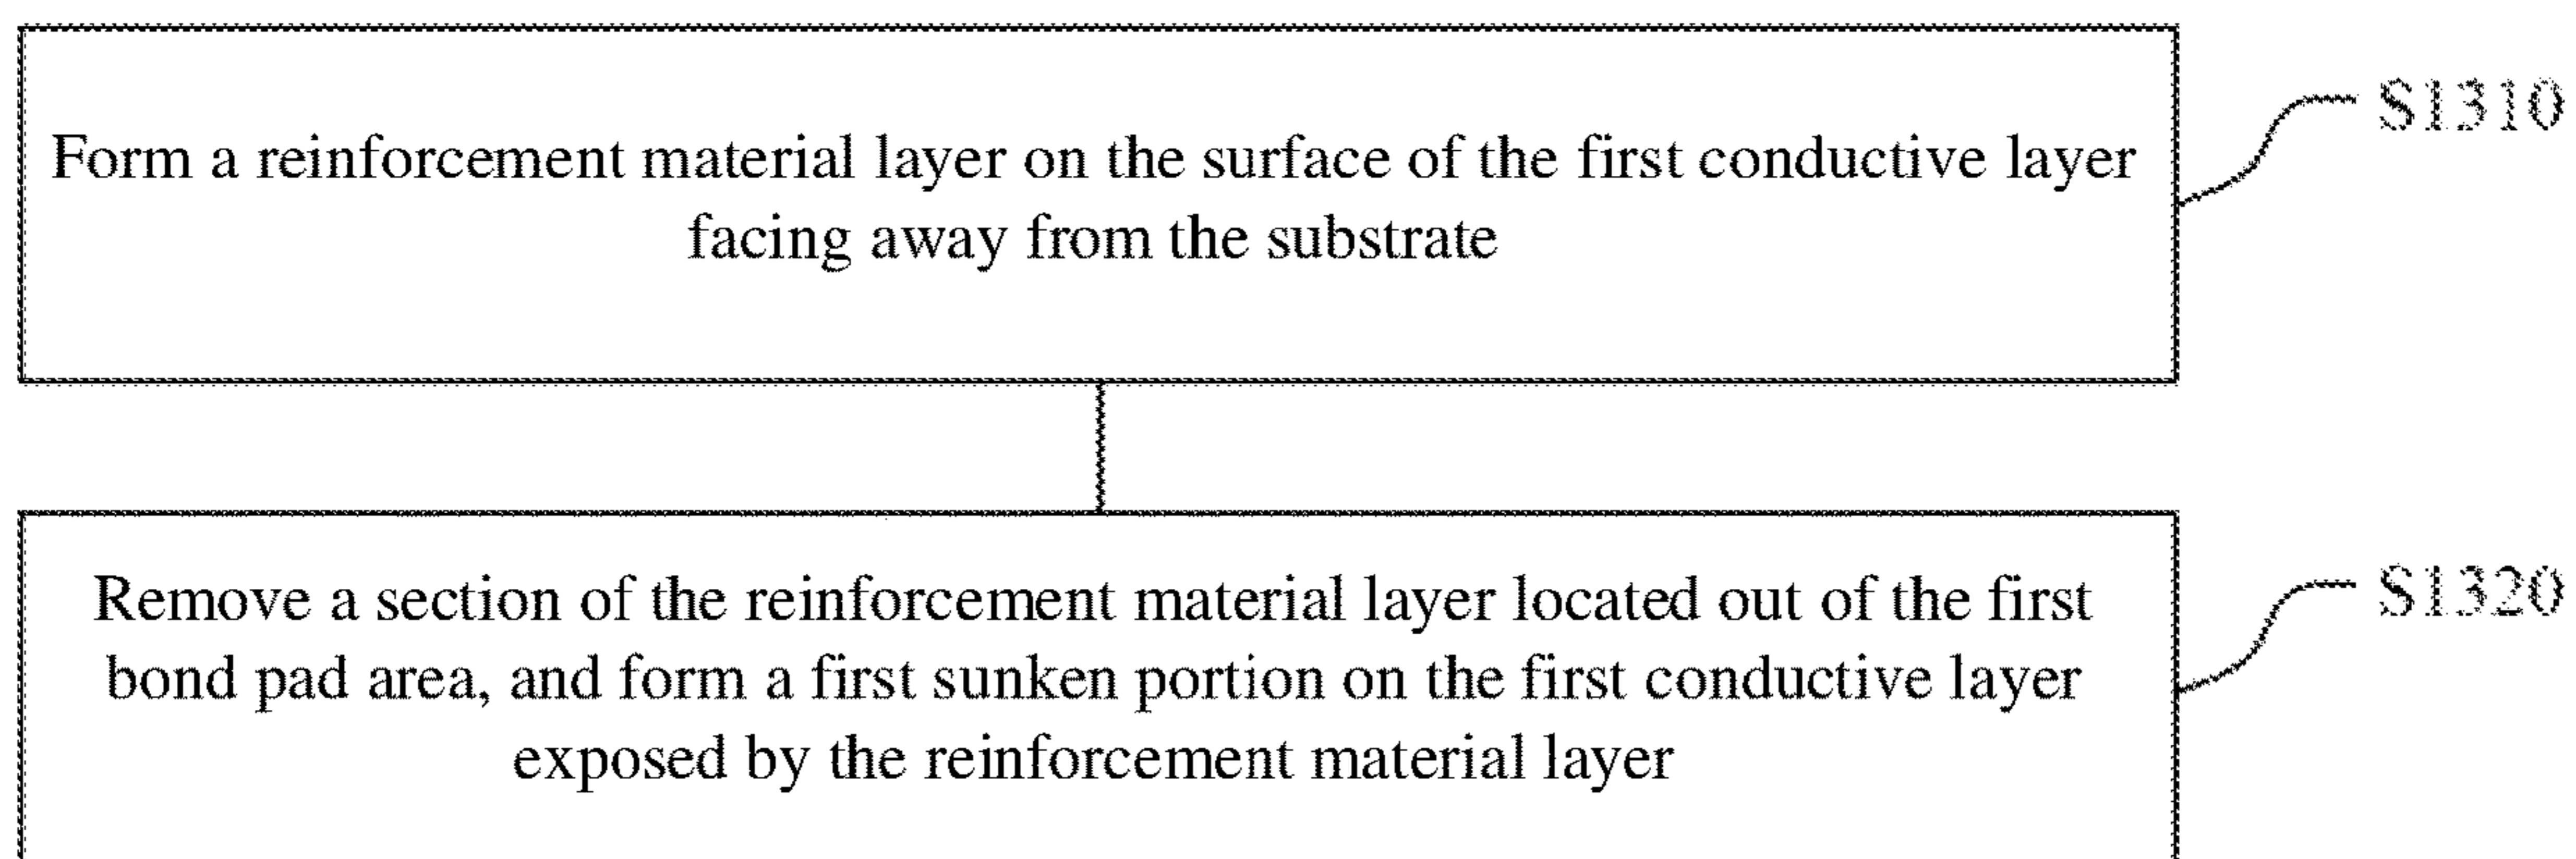 Form a reinforcement material layer on the surface of the first conductive layer
facing away from the substrate
S1310
Remove a section of the reinforcement material layer located out of the first
bond pad area, and form a first sunken portion on the first conductive layer
exposed by the reinforcement material layer
S1320